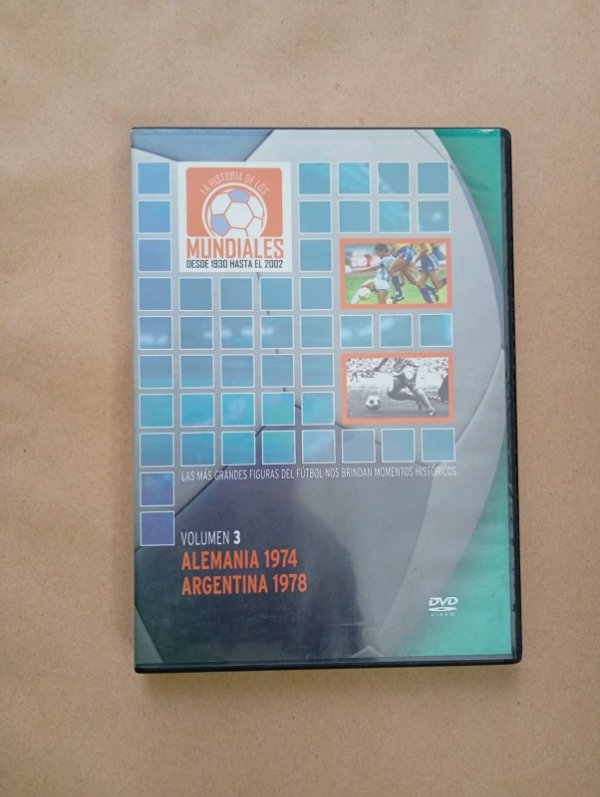 LA HISTORIA DE LOS
MUNDIALES
DESDE 1930 HASTA EL 2002
LAS MÁS GRANDES FIGURAS DEL FÚTBOL NOS BRINDAN MOMENTOS HISTÓRICOS
VOLUMEN 3
ALEMANIA 1974
ARGENTINA 1978
DVD
VIDEO